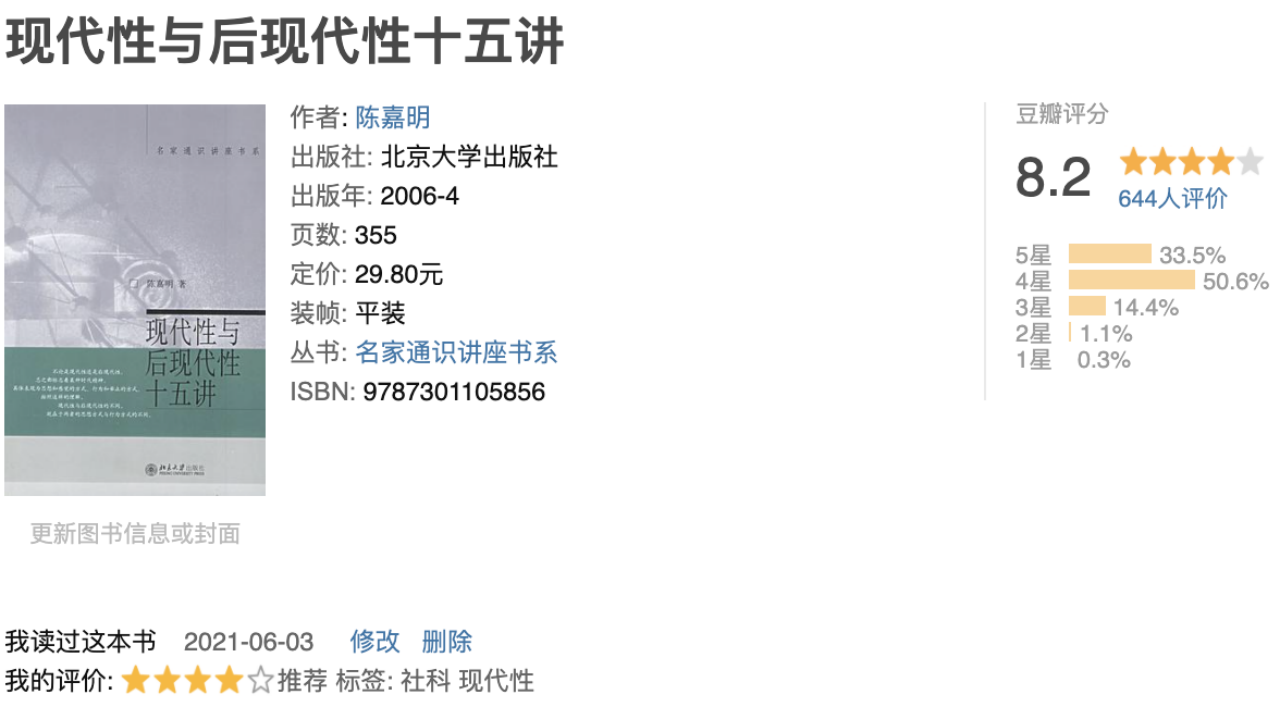 现代性与后现代性十五讲
名家通识讲座书系
陈嘉明 著
现代性与
后现代性
十五讲
北京大学出版社
更新图书信息或封面
作者: 陈嘉明
出版社: 北京大学出版社
出版年: 2006-4
页数: 355
定价: 29.80元
装帧: 平装
丛书: 名家通识讲座书系
ISBN: 9787301105856
豆瓣评分
8.2
644人评价
5星 33.5%
4星 50.6%
3星 14.4%
2星 1.1%
1星 0.3%
我读过这本书 2021-06-03 修改 删除
我的评价: 推荐 标签: 社科 现代性